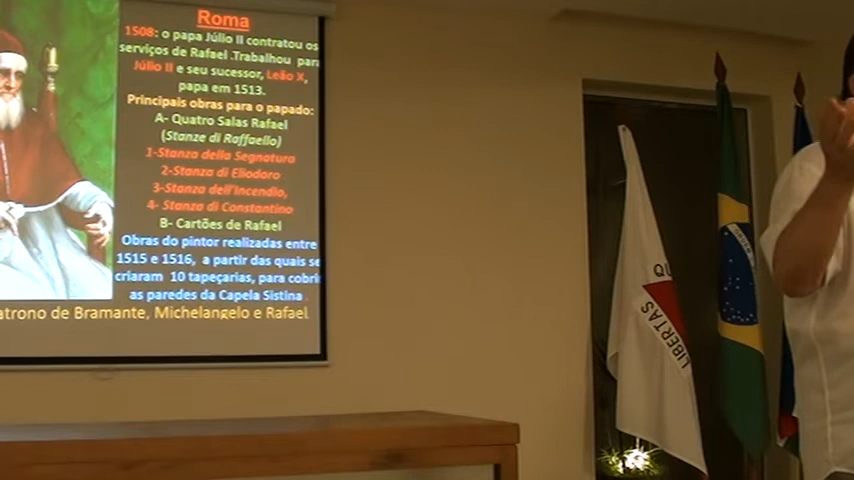 Roma
1508: o papa Júlio II contratou os
serviços de Rafael .Trabalhou para
Júlio II e seu sucessor, Leão X,
papa em 1513.
Principais obras para o papado:
A- Quatro Salas Rafael
(Stanze di Raffaello)
1-Stanza della Segnatura
2-Stanza di Eliodoro
3-Stanza dell'Incendio,
4- Stanza di Constantino
B- Cartões de Rafael
Obras do pintor realizadas entre
1515 e 1516, a partir das quais se
criaram 10 tapeçarias, para cobrir
as paredes da Capela Sistina
atrono de BRAMANTE, MICHELANGELO e RAFAEL.
QU
LIBERTAS